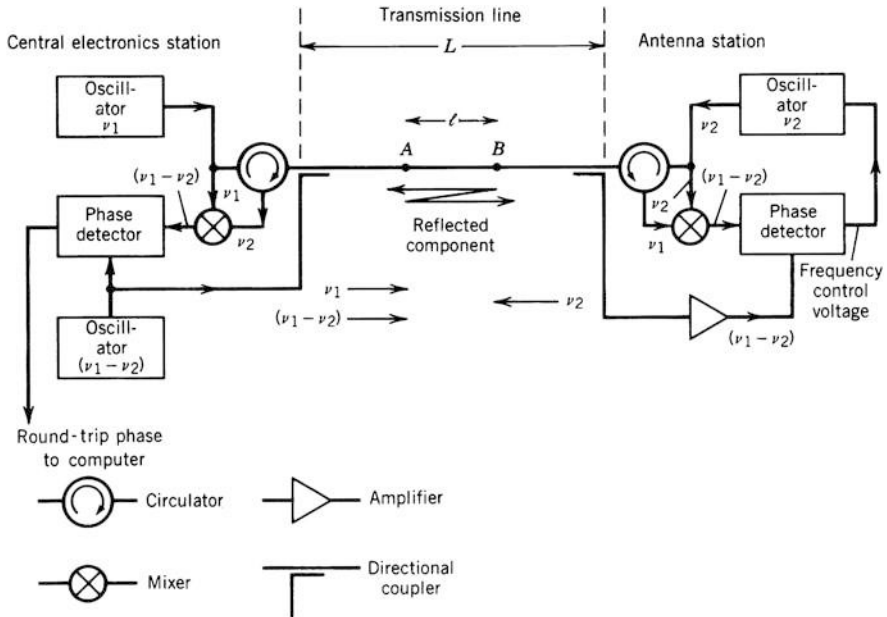 Transmission line
Central electronics station
L
Antenna station
Oscill-
ator
ν1
Oscill-
ator
ν2
ℓ
ν2
A
B
(ν1 − ν2)
ν1
ν2
(ν1 − ν2)
Phase
detector
ν2
Reflected
component
ν1
Phase
detector
Frequency
control
voltage
ν1
(ν1 − ν2)
ν2
(ν1 − ν2)
Oscill-
ator
(ν1 − ν2)
Round-trip phase
to computer
Circulator
Amplifier
Mixer
Directional
coupler